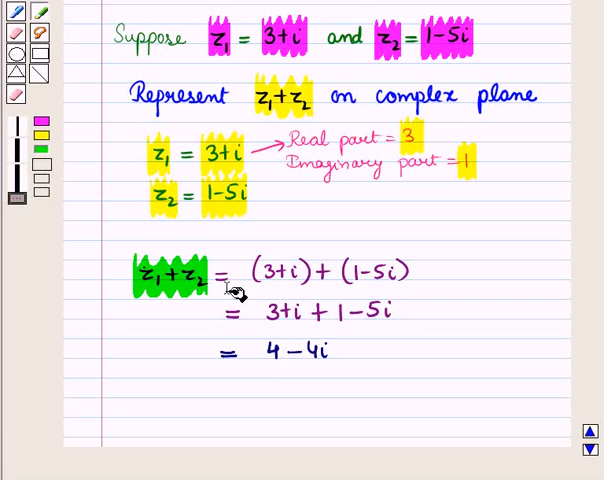 Suppose z₁ = 3+i and z₂ = 1-5i
Represent z₁+z₂ on complex plane
z₁ = 3+i → Real part = 3
Imaginary part = 1
z₂ = 1-5i
z₁+z₂ = (3+i) + (1-5i)
= 3+i + 1-5i
= 4-4i